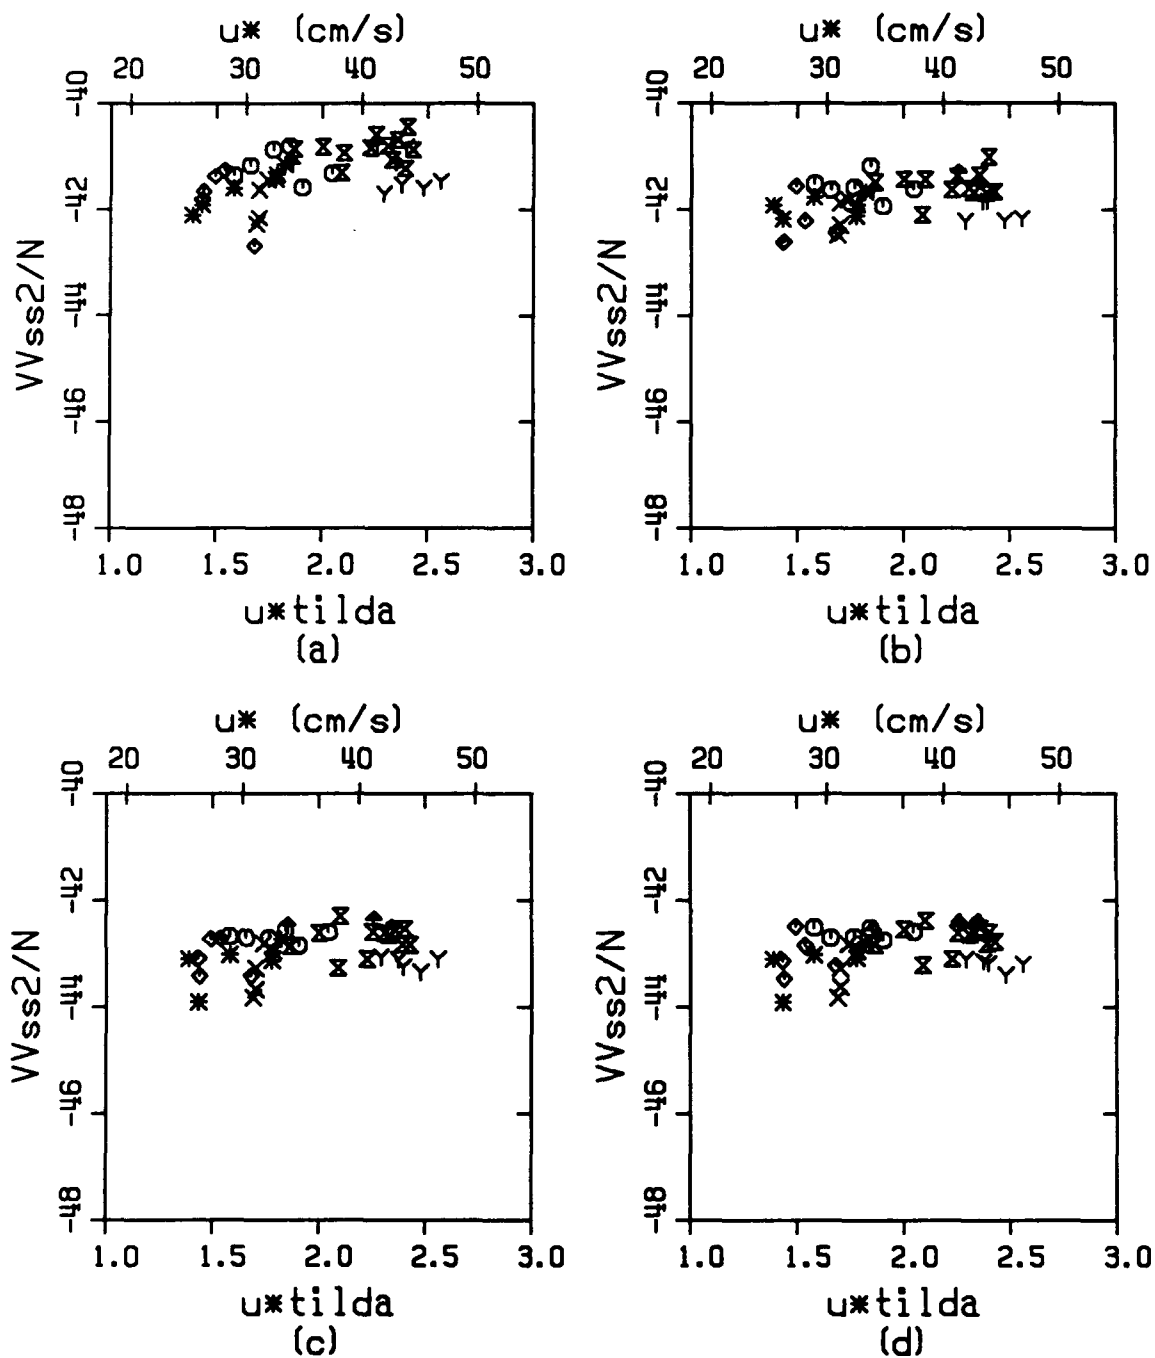 u* (cm/s) u* (cm/s)
20 30 40 50 20 30 40 50
-40 -40
-42 -42
-44 -44
-46 -46
-48 -48
VVss2/N VVss2/N
1.0 1.5 2.0 2.5 3.0 1.0 1.5 2.0 2.5 3.0
u*tilda u*tilda
(a) (b)
u* (cm/s) u* (cm/s)
20 30 40 50 20 30 40 50
-40 -40
-42 -42
-44 -44
-46 -46
-48 -48
VVss2/N VVss2/N
1.0 1.5 2.0 2.5 3.0 1.0 1.5 2.0 2.5 3.0
u*tilda u*tilda
(c) (d)